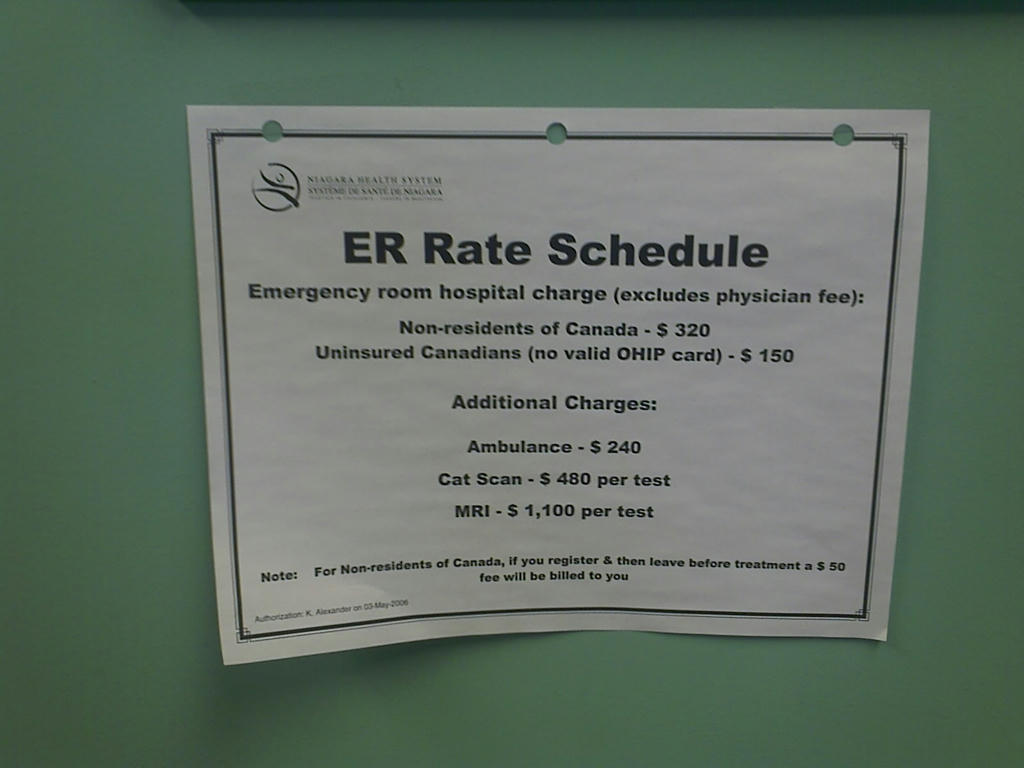 NIAGARA HEALTH SYSTEM
SYSTÈME DE SANTÉ DE NIAGARA
ER Rate Schedule
Emergency room hospital charge (excludes physician fee):
Non-residents of Canada - $ 320
Uninsured Canadians (no valid OHIP card) - $ 150
Additional Charges:
Ambulance - $ 240
Cat Scan - $ 480 per test
MRI - $ 1,100 per test
Note: For Non-residents of Canada, if you register & then leave before treatment a $ 50
fee will be billed to you
Authorization: K. Alexander on 03-May-2006